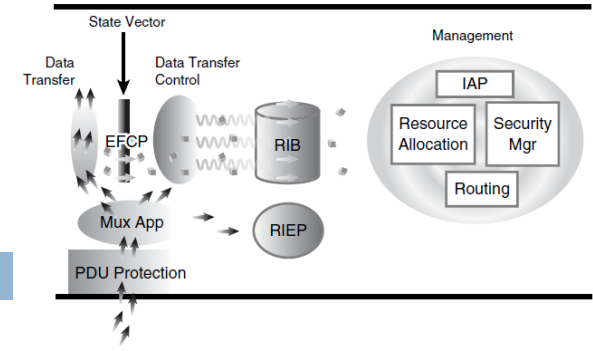 State Vector
Data
Transfer
Data Transfer
Control
Management
EFCP
RIB
IAP
Resource
Allocation
Security
Mgr
Routing
Mux App
RIEP
PDU Protection